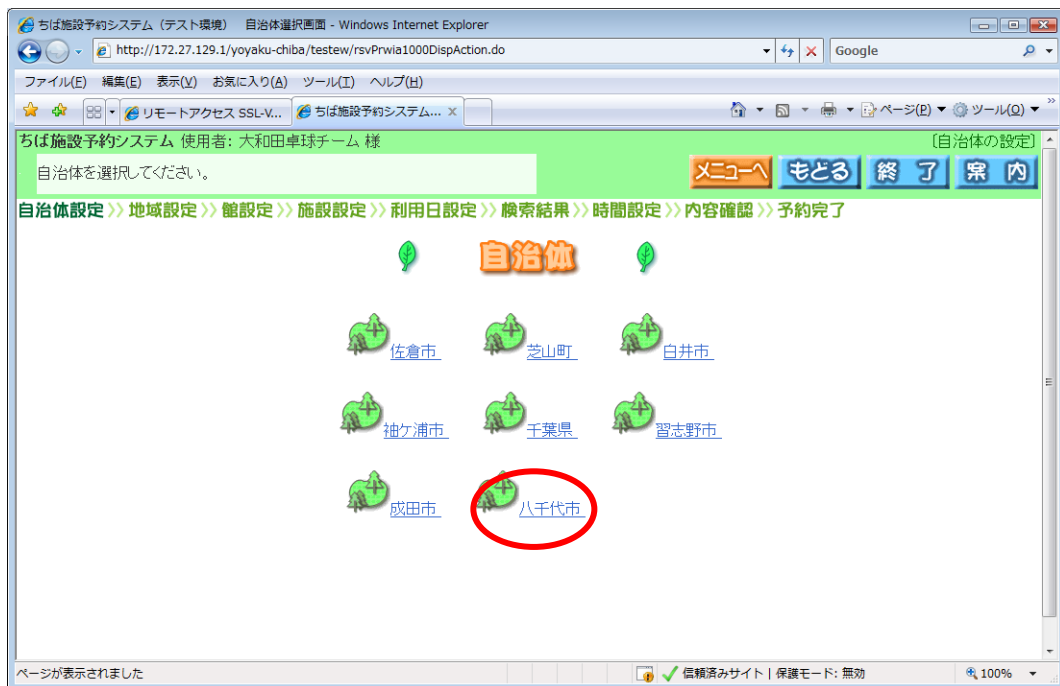 ちば施設予約システム（テスト環境） 自治体選択画面 - Windows Internet Explorer
http://172.27.129.1/yoyaku-chiba/testew/rsvPrwia1000DispAction.do
Google
ファイル(F) 編集(E) 表示(V) お気に入り(A) ツール(T) ヘルプ(H)
リモートアクセス SSL-V... ちば施設予約システム... X ページ(P) ツール(O) »
ちば施設予約システム 使用者: 大和田卓球チーム 様 [自治体の設定]
自治体を選択してください。 メニューへ もどる 終了 案内
自治体設定 》地域設定 》館設定 》施設設定 》利用日設定 》検索結果 》時間設定 》内容確認 》予約完了
自治体
佐倉市 芝山町 白井市
袖ケ浦市 千葉県 習志野市
成田市 八千代市
ページが表示されました 信頼済みサイト | 保護モード: 無効 100%